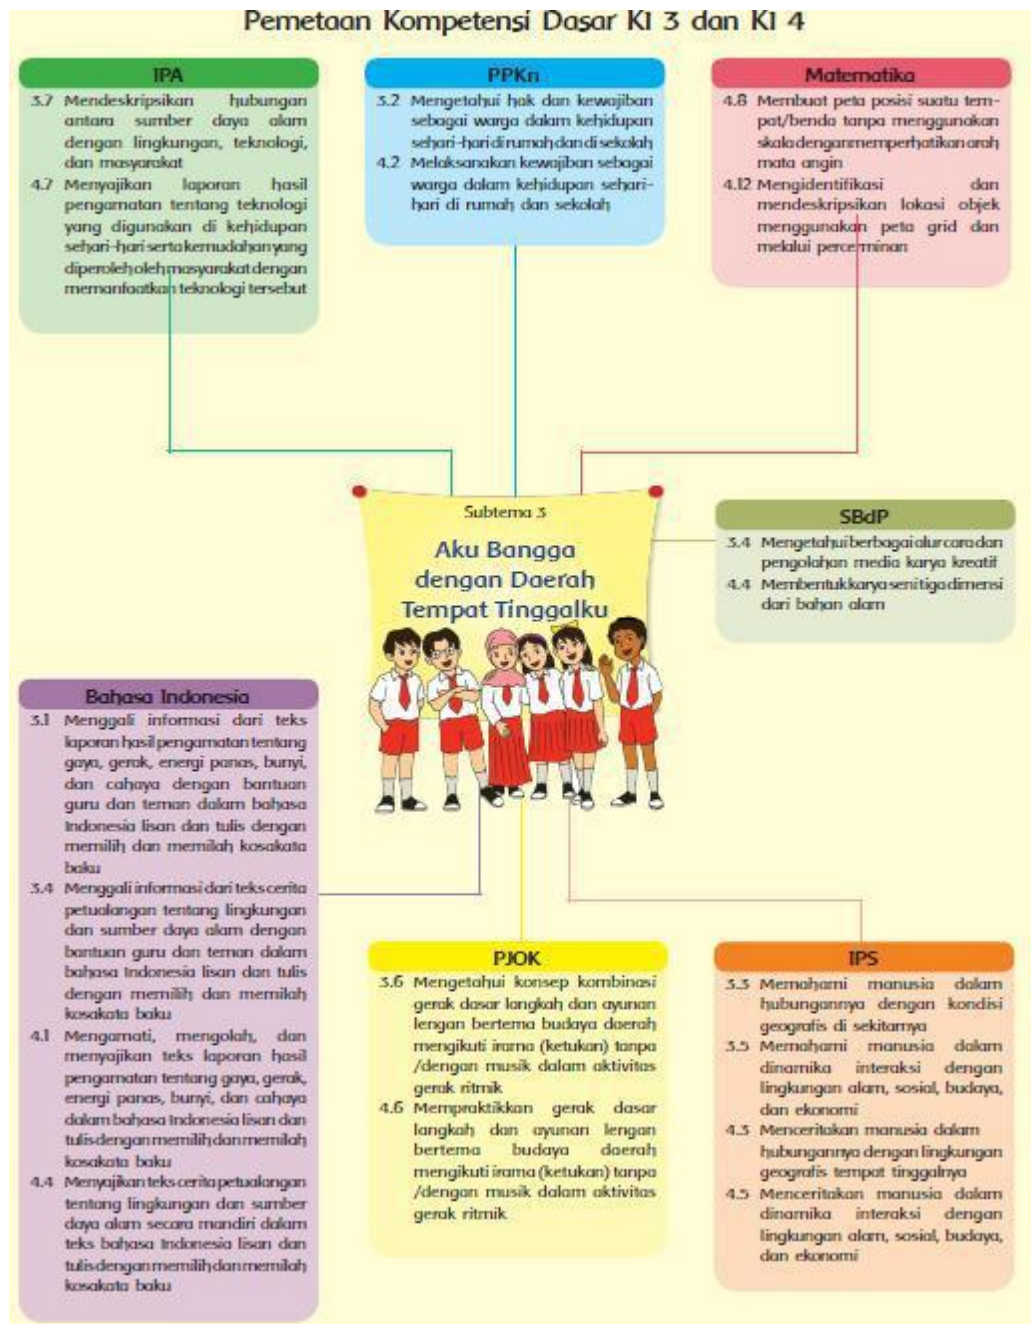 Pemetaan Kompetensi Dasar KI 3 dan KI 4
IPA
3.7 Mendeskripsikan hubungan
antara sumber daya alam
dengan lingkungan, teknologi,
dan masyarakat
4.7 Menyajikan laporan hasil
pengamatan tentang teknologi
yang digunakan di kehidupan
sehari-hari serta kemudahan yang
diperoleh oleh masyarakat dengan
memanfaatkan teknologi tersebut
PPKn
3.2 Mengetahui hak dan kewajiban
sebagai warga dalam kehidupan
sehari-hari di rumah dan di sekolah
4.2 Melaksanakan kewajiban sebagai
warga dalam kehidupan sehari-
hari di rumah dan sekolah
Matematika
4.8 Membuat peta posisi suatu tem-
pat/benda tanpa menggunakan
skala dengan memperhatikan arah
mata angin
4.12 Mengidentifikasi dan
mendeskripsikan lokasi objek
menggunakan peta grid dan
melalui percerminan
Subtema 3
Aku Bangga
dengan Daerah
Tempat Tinggalku
SBdP
3.4 Mengetahui berbagai alur cara dan
pengolahan media karya kreatif
4.4 Membentuk karya seni tiga dimensi
dari bahan alam
Bahasa Indonesia
3.1 Menggali informasi dari teks
laporan hasil pengamatan tentang
gaya, gerak, energi panas, bunyi,
dan cahaya dengan bantuan
guru dan teman dalam bahasa
Indonesia lisan dan tulis dengan
memilih dan memilah kosakata
baku
3.4 Menggali informasi dari teks cerita
petualangan tentang lingkungan
dan sumber daya alam dengan
bantuan guru dan teman dalam
bahasa Indonesia lisan dan tulis
dengan memilih dan memilah
kosakata baku
4.1 Mengamati, mengolah, dan
menyajikan teks laporan hasil
pengamatan tentang gaya, gerak,
energi panas, bunyi, dan cahaya
dalam bahasa Indonesia lisan dan
tulis dengan memilih dan memilah
kosakata baku
4.4 Menyajikan teks cerita petualangan
tentang lingkungan dan sumber
daya alam secara mandiri dalam
teks bahasa Indonesia lisan dan
tulis dengan memilih dan memilah
kosakata baku
PJOK
3.6 Mengetahui konsep kombinasi
gerak dasar langkah dan ayunan
lengan bertema budaya daerah
mengikuti irama (ketukan) tanpa
/dengan musik dalam aktivitas
gerak ritmik
4.6 Mempraktikkan gerak dasar
langkah dan ayunan lengan
bertema budaya daerah
mengikuti irama (ketukan) tanpa
/dengan musik dalam aktivitas
gerak ritmik
IPS
3.3 Memahami manusia dalam
hubungannya dengan kondisi
geografis di sekitarnya
3.5 Memahami manusia dalam
dinamika interaksi dengan
lingkungan alam, sosial, budaya,
dan ekonomi
4.3 Menceritakan manusia dalam
hubungannya dengan lingkungan
geografis tempat tinggalnya
4.5 Menceritakan manusia dalam
dinamika interaksi dengan
lingkungan alam, sosial, budaya,
dan ekonomi